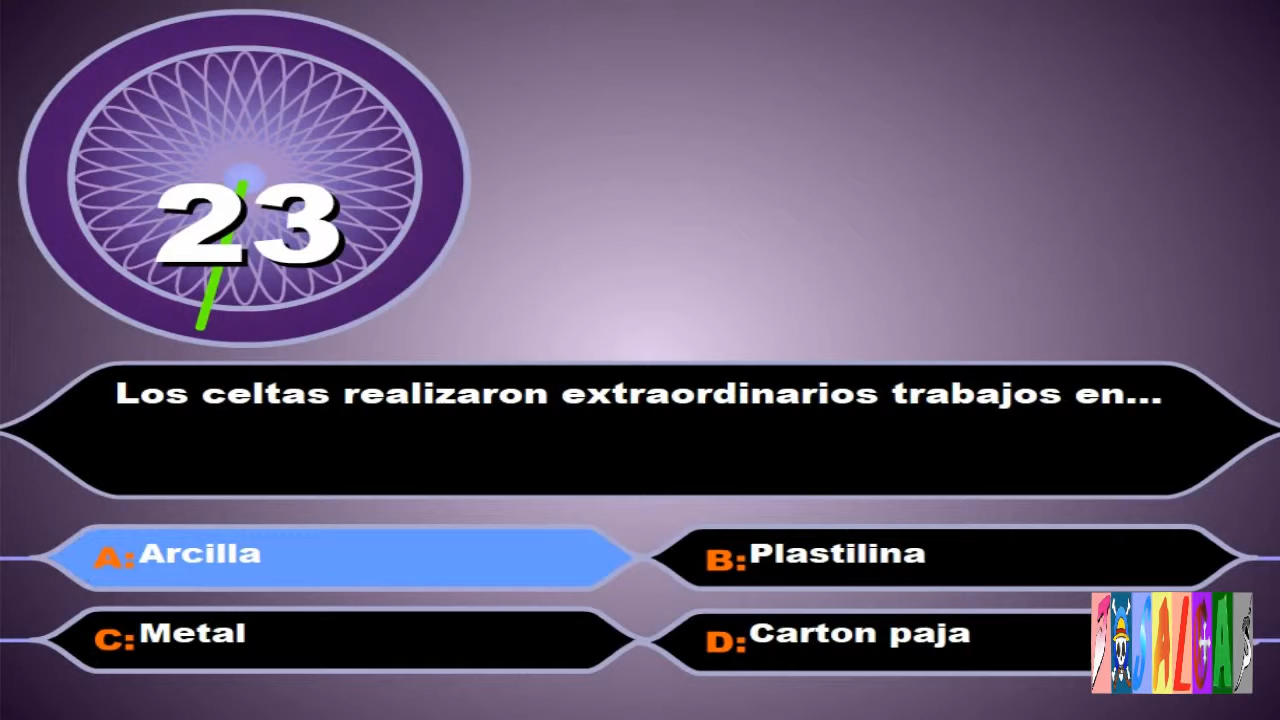 23
Los celtas realizaron extraordinarios trabajos en...
A: Arcilla
B: Plastilina
C: Metal
D: Carton paja